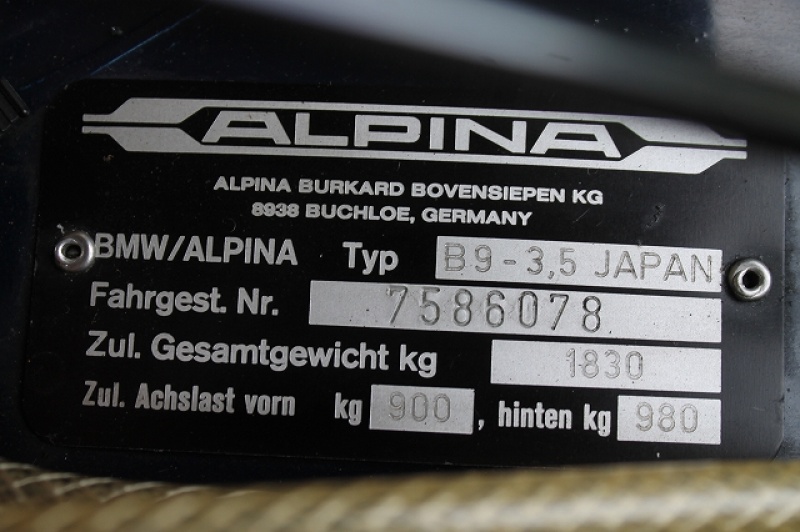 ALPINA
ALPINA BURKARD BOVENSIEPEN KG
8938 BUCHLOE, GERMANY
BMW/ALPINA Typ B9-3,5 JAPAN
Fahrgest. Nr. 7586078
Zul. Gesamtgewicht kg 1830
Zul. Achslast vorn kg 900, hinten kg 980